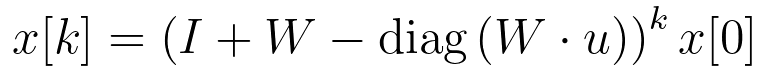 x[k] = (I + W − diag (W · u))^k x[0]